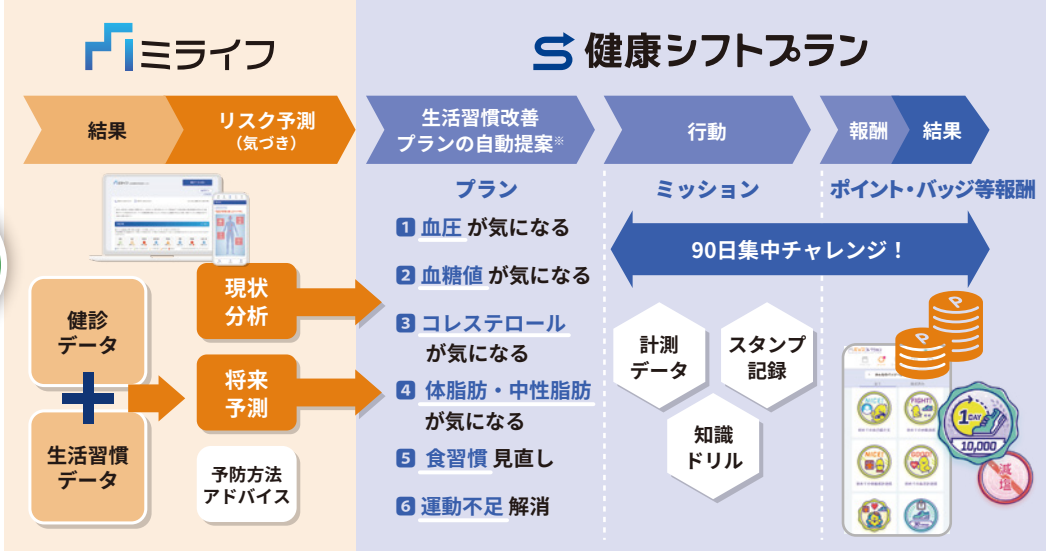 ミライフ
健康シフトプラン
結果
リスク予測
（気づき）
生活習慣改善
プランの自動提案※
行動
報酬
結果
プラン
ミッション
ポイント・バッジ等報酬
1 血圧 が気になる
2 血糖値 が気になる
3 コレステロール
が気になる
4 体脂肪・中性脂肪
が気になる
5 食習慣 見直し
6 運動不足 解消
90日集中チャレンジ！
健診
データ
生活習慣
データ
現状
分析
将来
予測
予防方法
アドバイス
計測
データ
スタンプ
記録
知識
ドリル
P
P
NICE!
FIGHT!
NICE!
GOOD!
1DAY
10,000
減塩